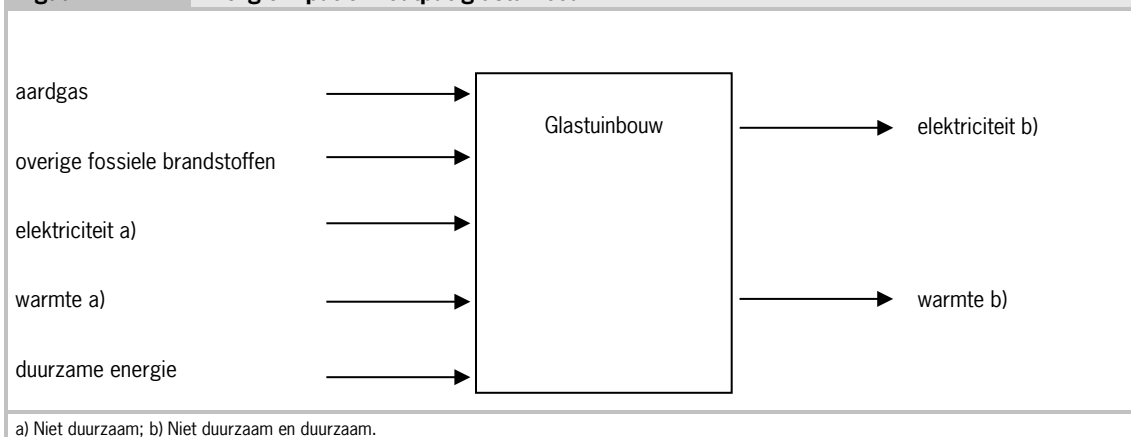 aardgas
Glastuinbouw
elektriciteit b)
overige fossiele brandstoffen
elektriciteit a)
warmte a)
warmte b)
duurzame energie
a) Niet duurzaam; b) Niet duurzaam en duurzaam.